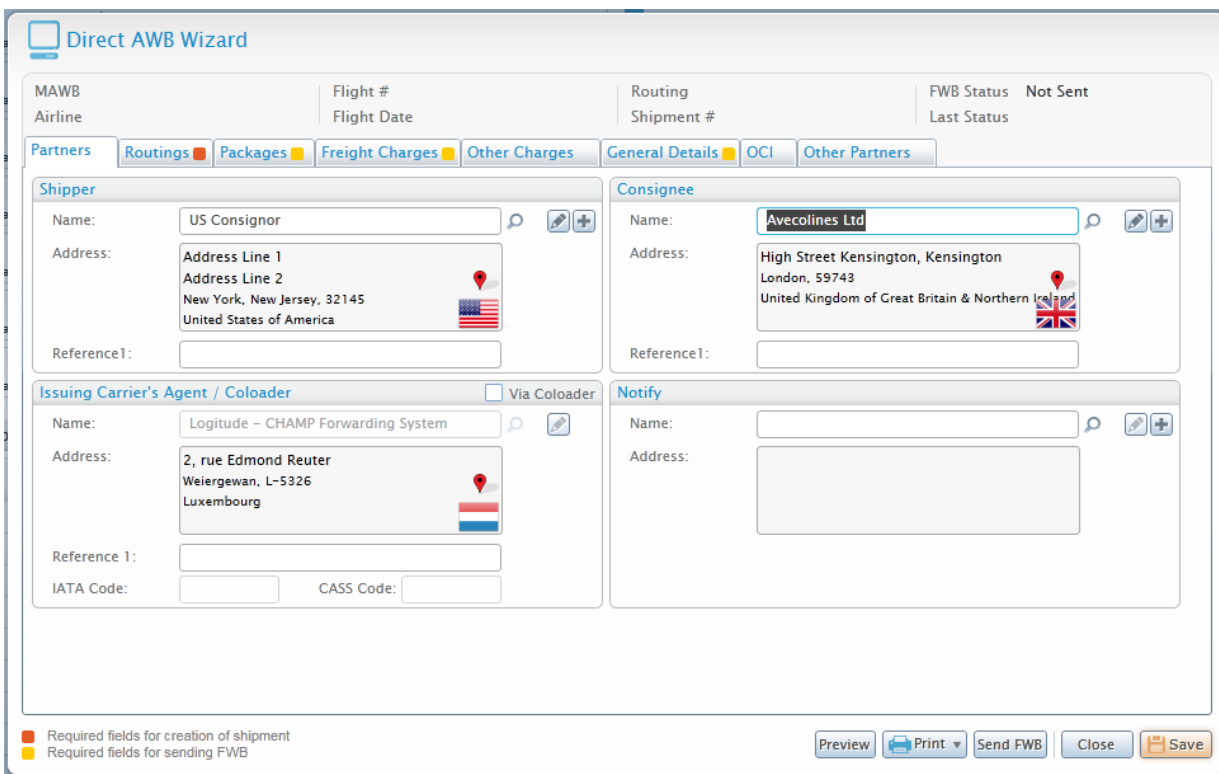 Direct AWB Wizard
MAWB Flight # Routing FWB Status Not Sent
Airline Flight Date Shipment # Last Status
Partners Routings Packages Freight Charges Other Charges General Details OCI Other Partners
Shipper
Name: US Consignor
Address: Address Line 1
Address Line 2
New York, New Jersey, 32145
United States of America
Reference1:
Consignee
Name: Avecolines Ltd
Address: High Street Kensington, Kensington
London, 59743
United Kingdom of Great Britain & Northern Ireland
Reference1:
Issuing Carrier's Agent / Coloader Via Coloader
Name: Logitude - CHAMP Forwarding System
Address: 2, rue Edmond Reuter
Weiergewan, L-5326
Luxembourg
Reference 1:
IATA Code: CASS Code:
Notify
Name:
Address:
Required fields for creation of shipment
Required fields for sending FWB
Preview Print Send FWB Close Save